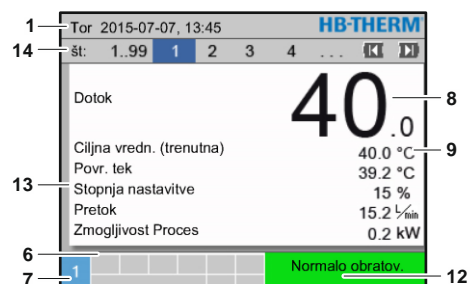 1 Tor 2015-07-07, 13:45 HB-THERM
14 št: 1..99 1 2 3 4 ...
Dotok 40.0 8
Ciljna vredn. (trenutna) 40.0 °C 9
Povr. tek 39.2 °C
13 Stopnja nastavitve 15 %
Pretok 15.2 L/min
Zmogljivost Proces 0.2 kW
6
7 1 Normalo obratov. 12